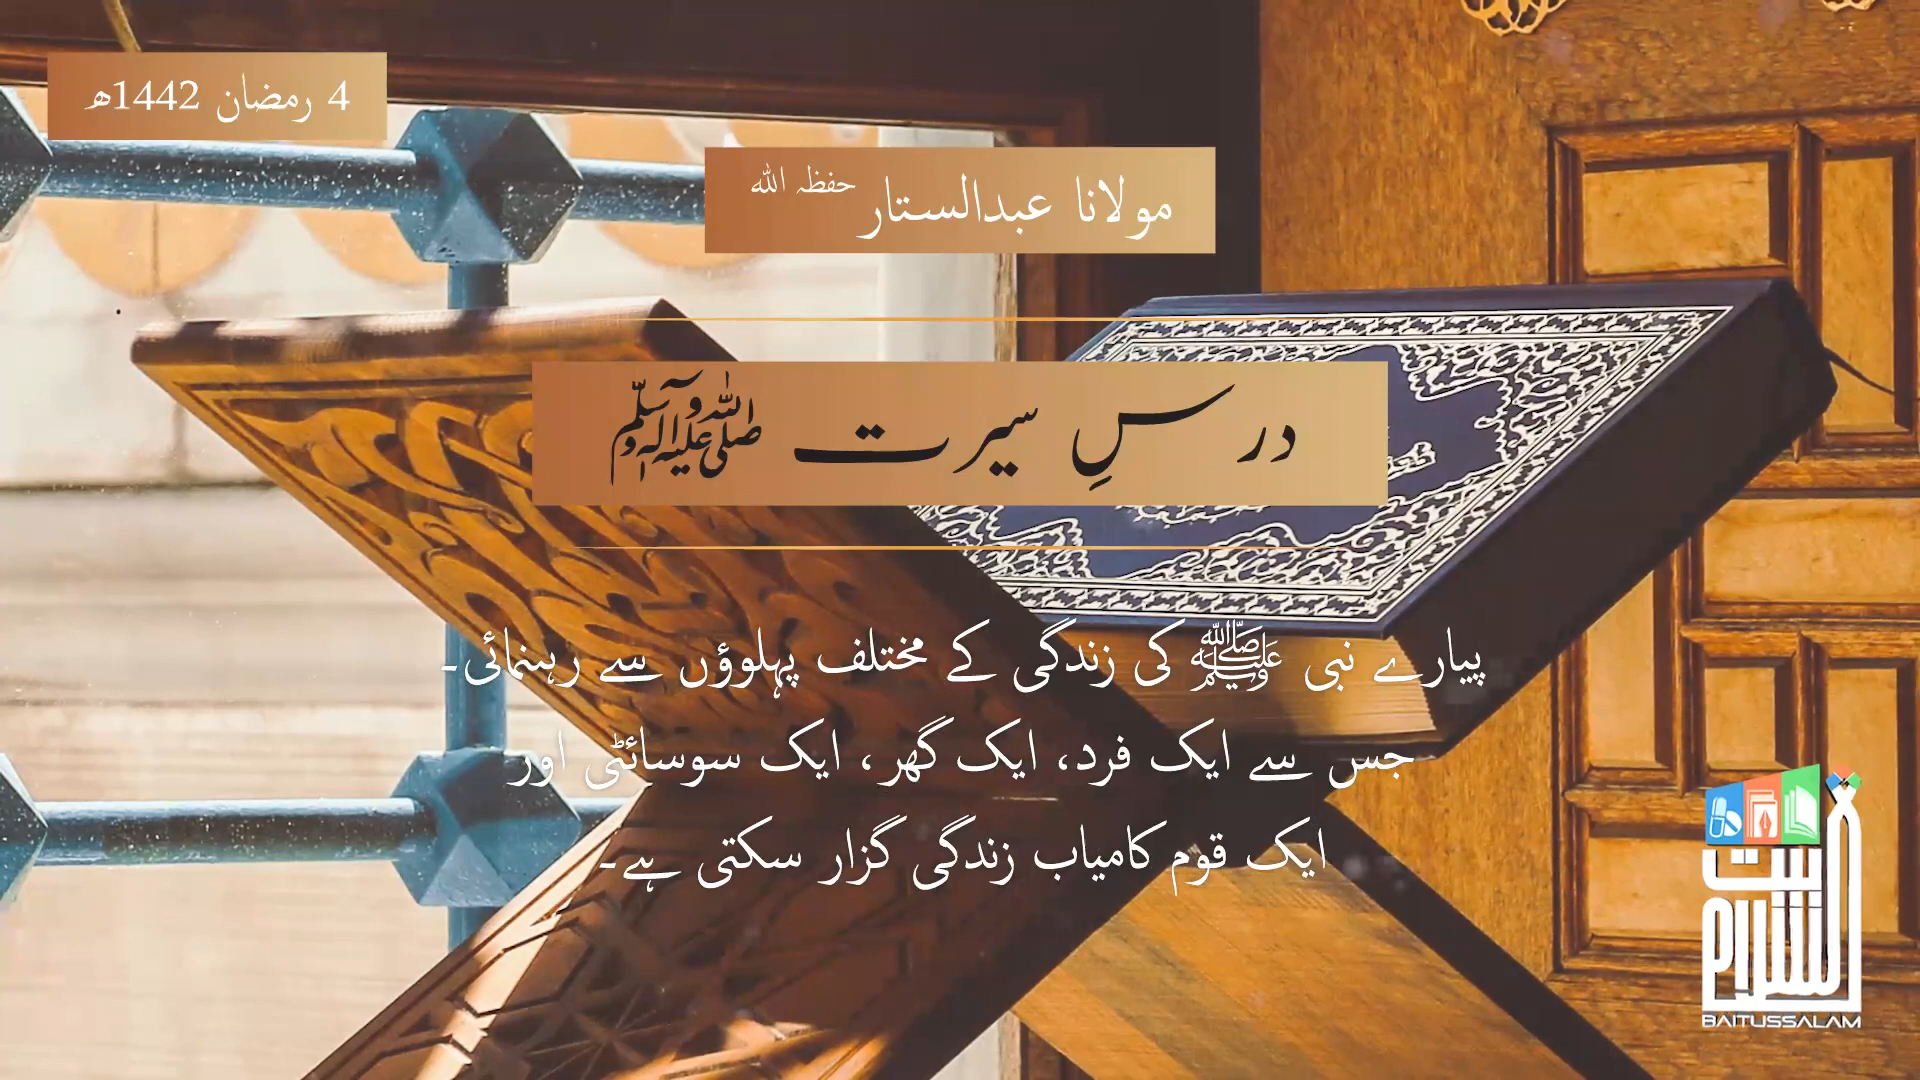 4 رمضان 1442ھ
مولانا عبدالستار حفظہ اللہ
درسِ سیرت صلی اللہ علیہ وآلہ وسلم
پیارے نبی ﷺ کی زندگی کے مختلف پہلوؤں سے رہنمائی۔
جس سے ایک فرد، ایک گھر، ایک سوسائٹی اور
ایک قوم کامیاب زندگی گزار سکتی ہے۔
بیت السلام
BAITUSSALAM